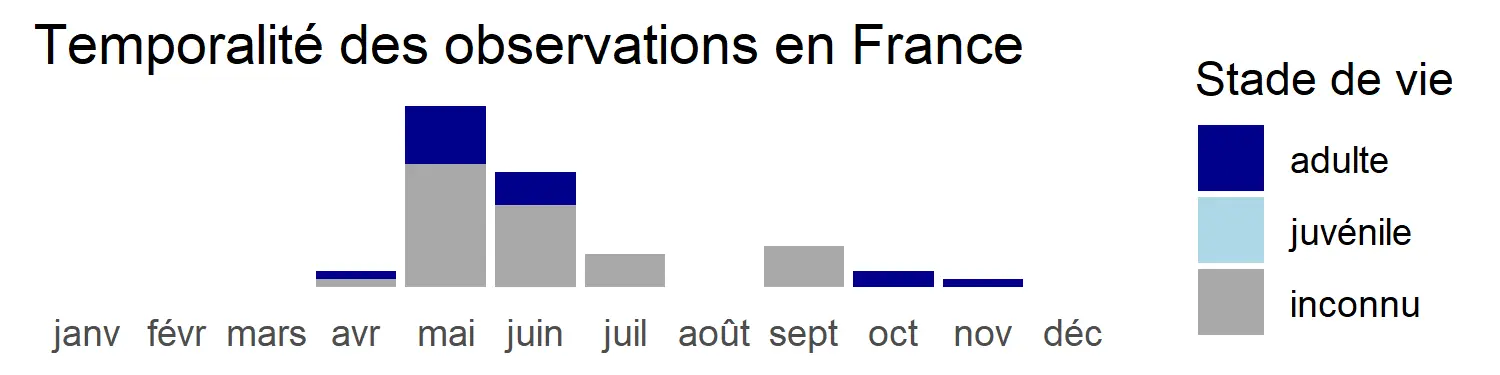 Temporalité des observations en France
Stade de vie
adulte
juvénile
inconnu
janv févr mars avr mai juin juil août sept oct nov déc